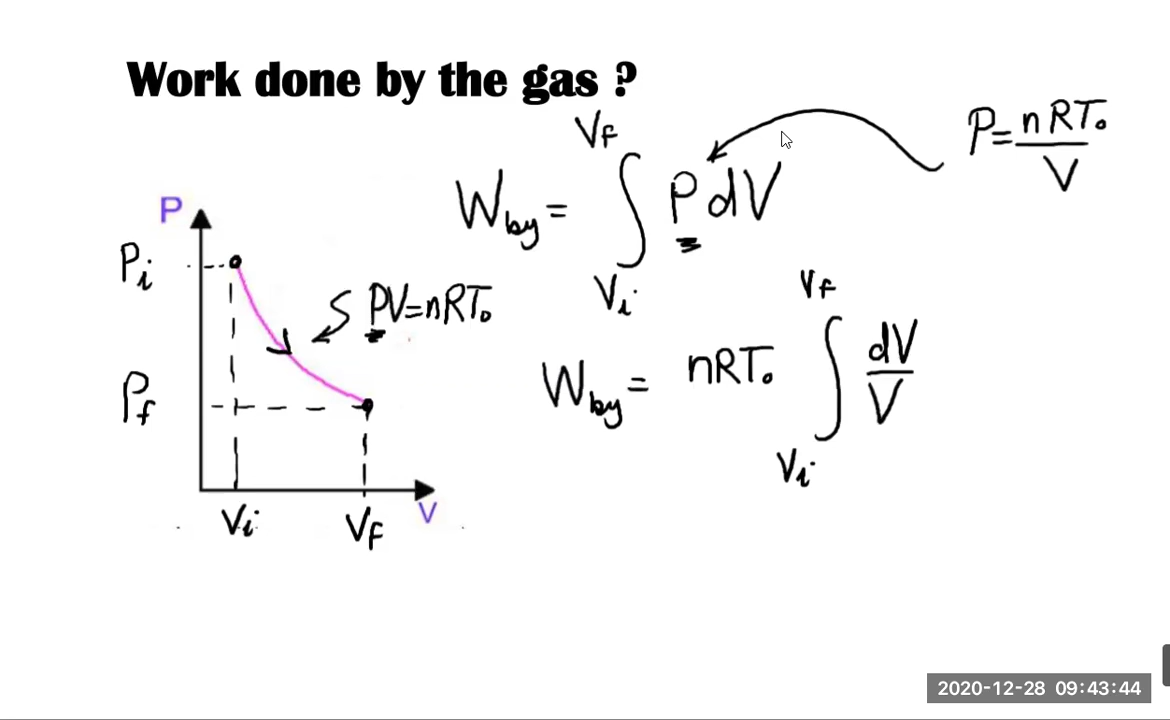 Work done by the gas ?
W_by = ∫_{Vi}^{Vf} P dV
P = nRT₀ / V
P
Pi
PV = nRT₀
Pf
Vi
Vf
V
W_by = nRT₀ ∫_{Vi}^{Vf} dV / V
2020-12-28 09:43:44